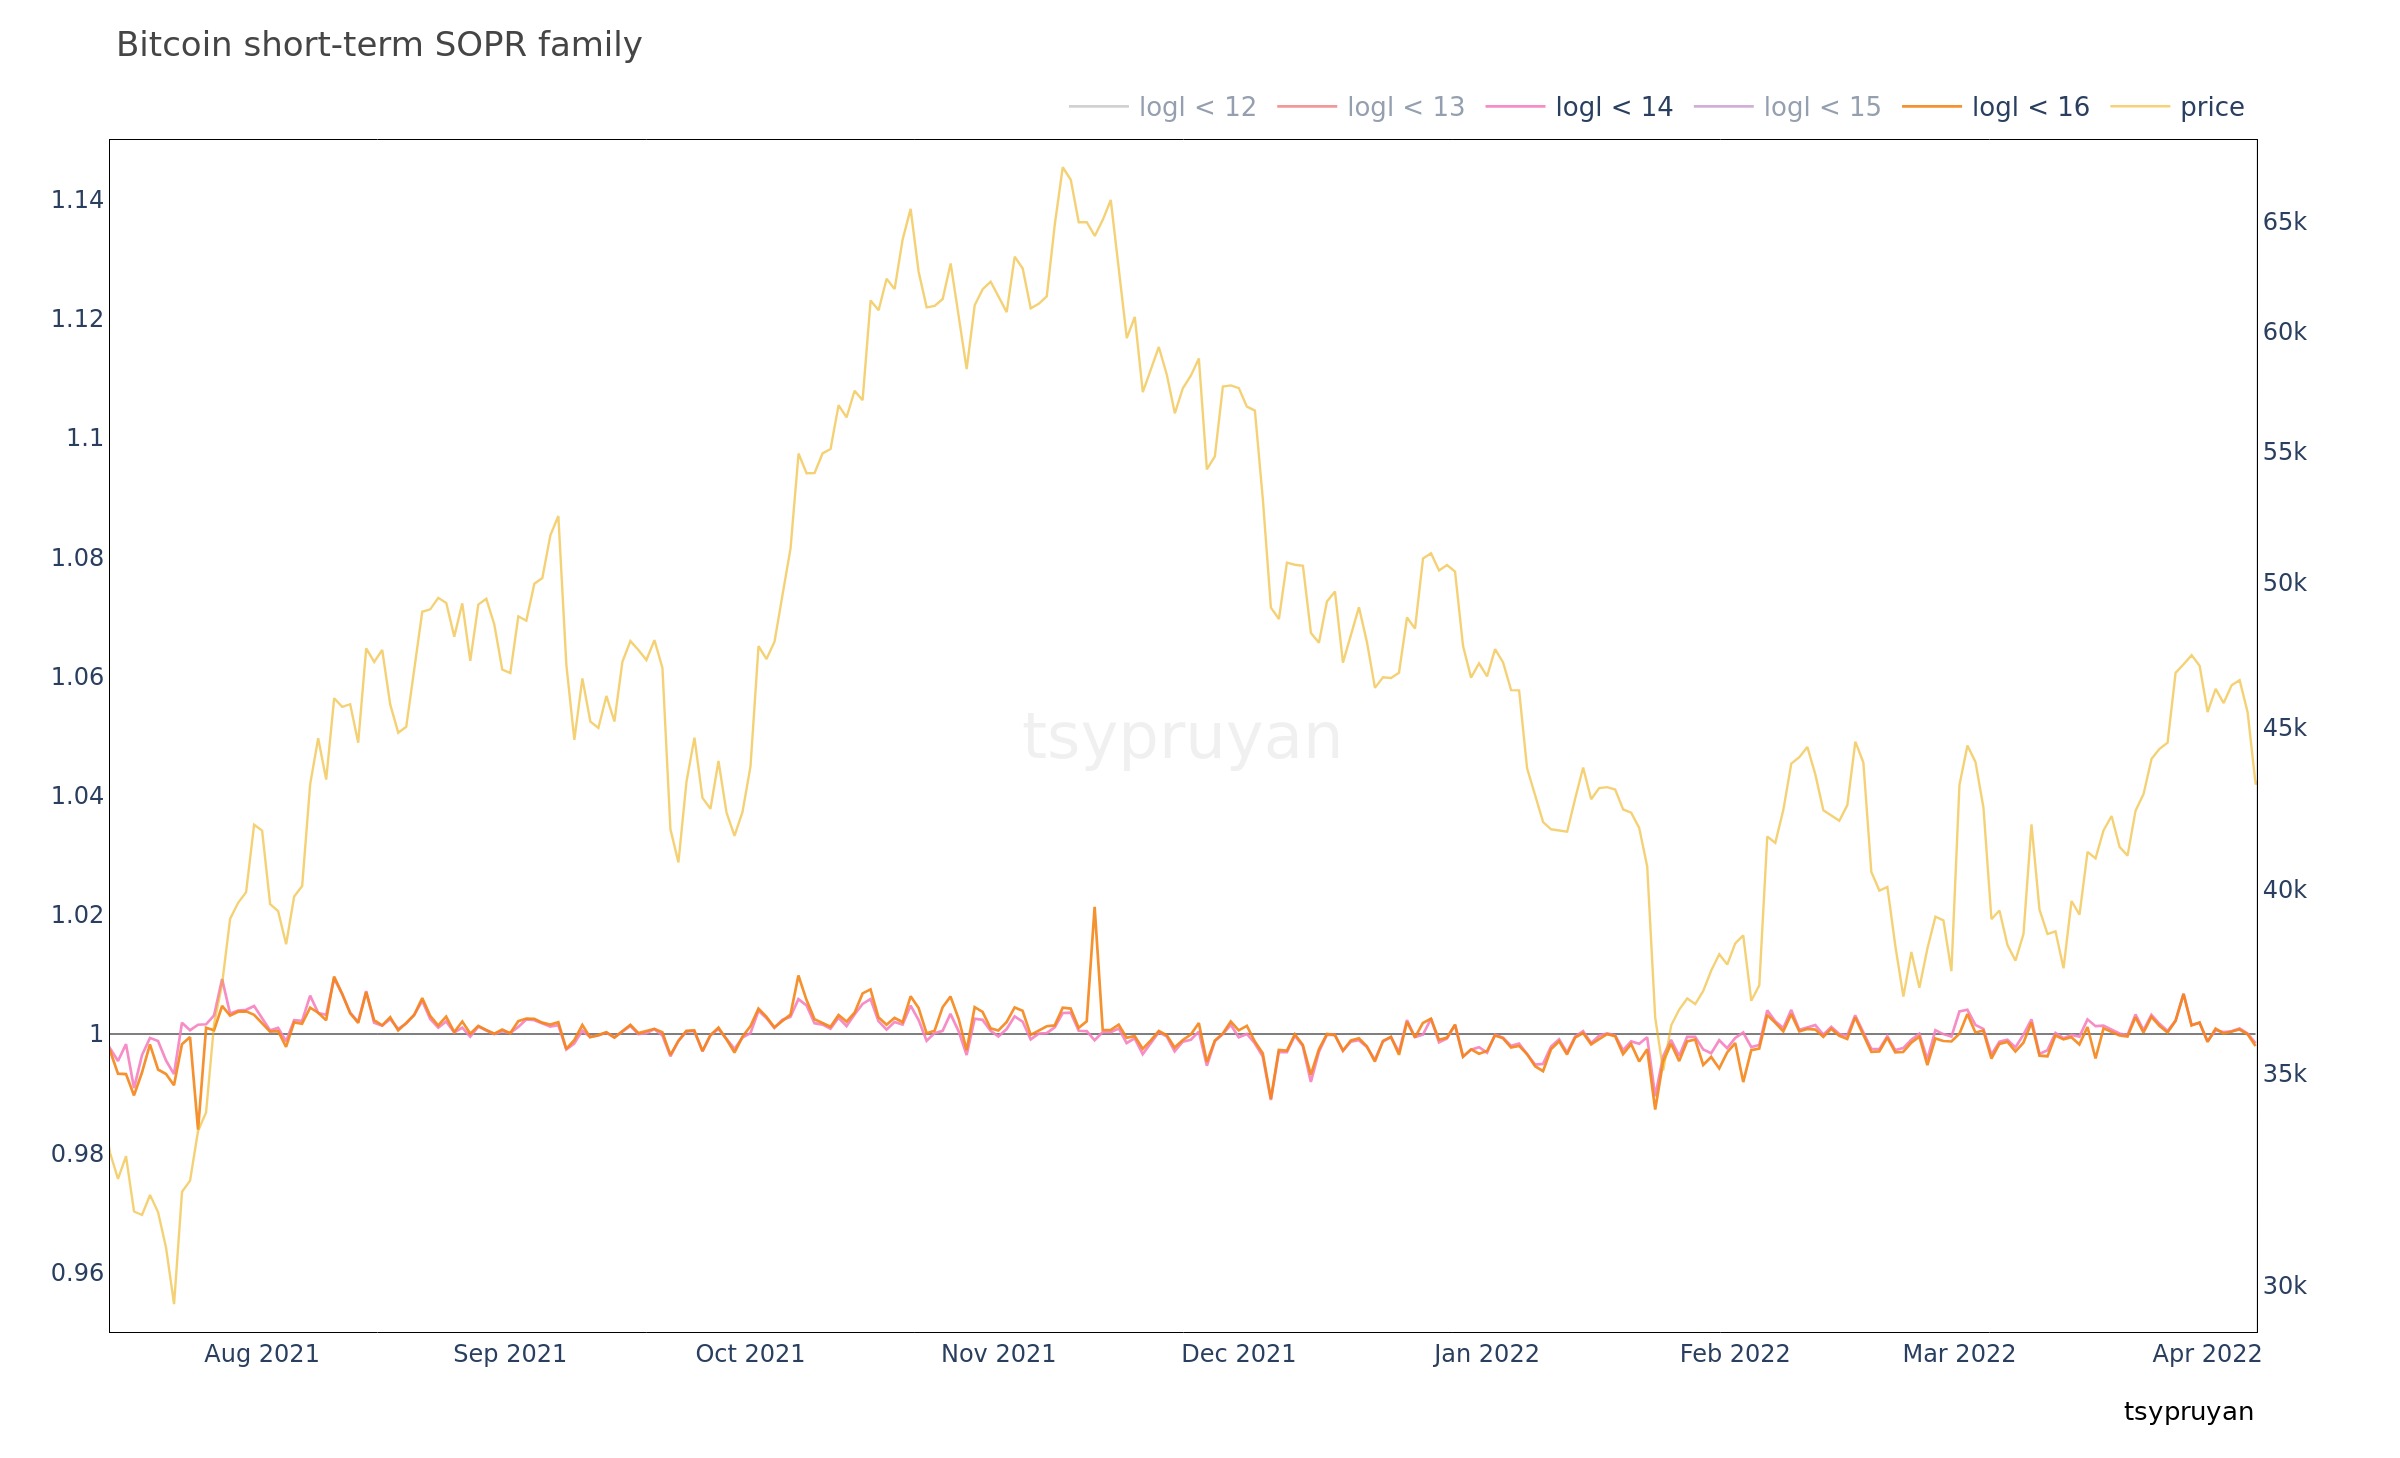 Bitcoin short-term SOPR family
logl < 12 logl < 13 logl < 14 logl < 15 logl < 16 price
1.14
1.12
1.1
1.08
1.06
1.04
1.02
1
0.98
0.96
65k
60k
55k
50k
45k
40k
35k
30k
tsypruyan
Aug 2021 Sep 2021 Oct 2021 Nov 2021 Dec 2021 Jan 2022 Feb 2022 Mar 2022 Apr 2022
tsypruyan